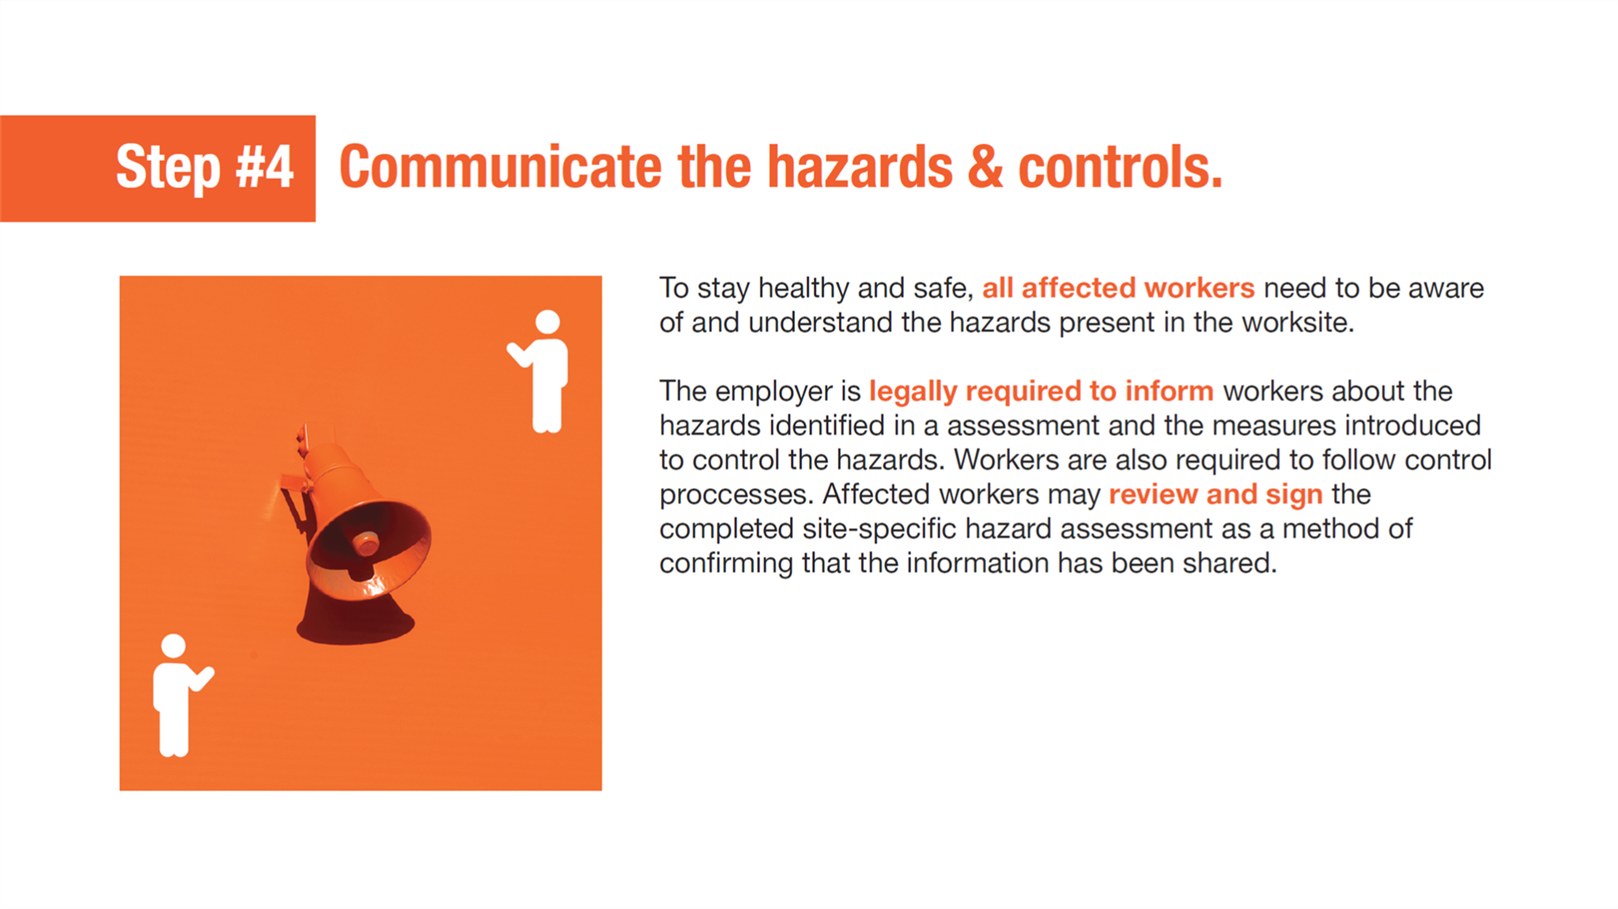 Step #4 Communicate the hazards & controls.
To stay healthy and safe, all affected workers need to be aware
of and understand the hazards present in the worksite.
The employer is legally required to inform workers about the
hazards identified in a assessment and the measures introduced
to control the hazards. Workers are also required to follow control
proccesses. Affected workers may review and sign the
completed site-specific hazard assessment as a method of
confirming that the information has been shared.